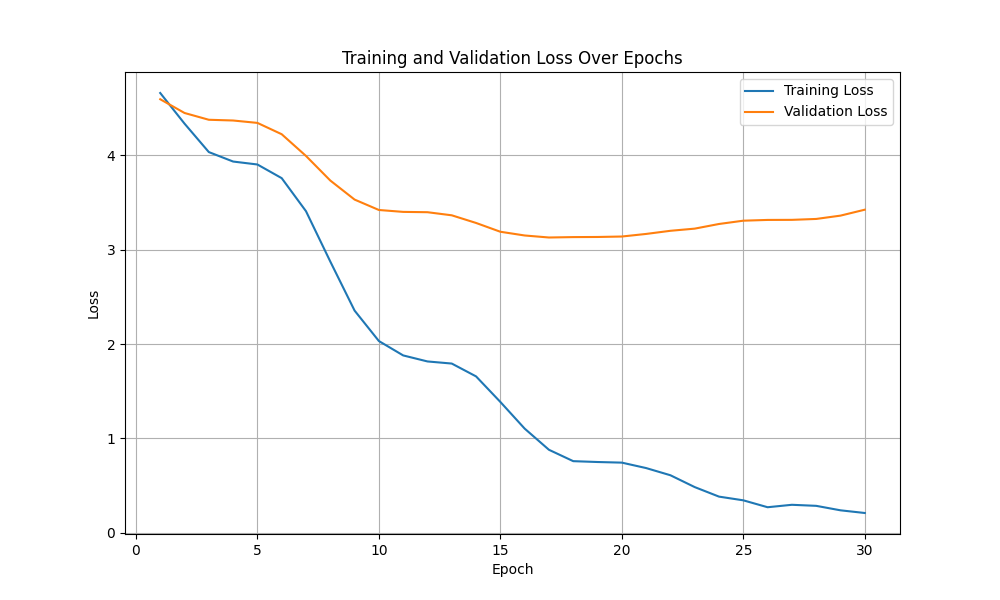 Training and Validation Loss Over Epochs
Training Loss
Validation Loss
4
3
2
1
0
Loss
0 5 10 15 20 25 30
Epoch